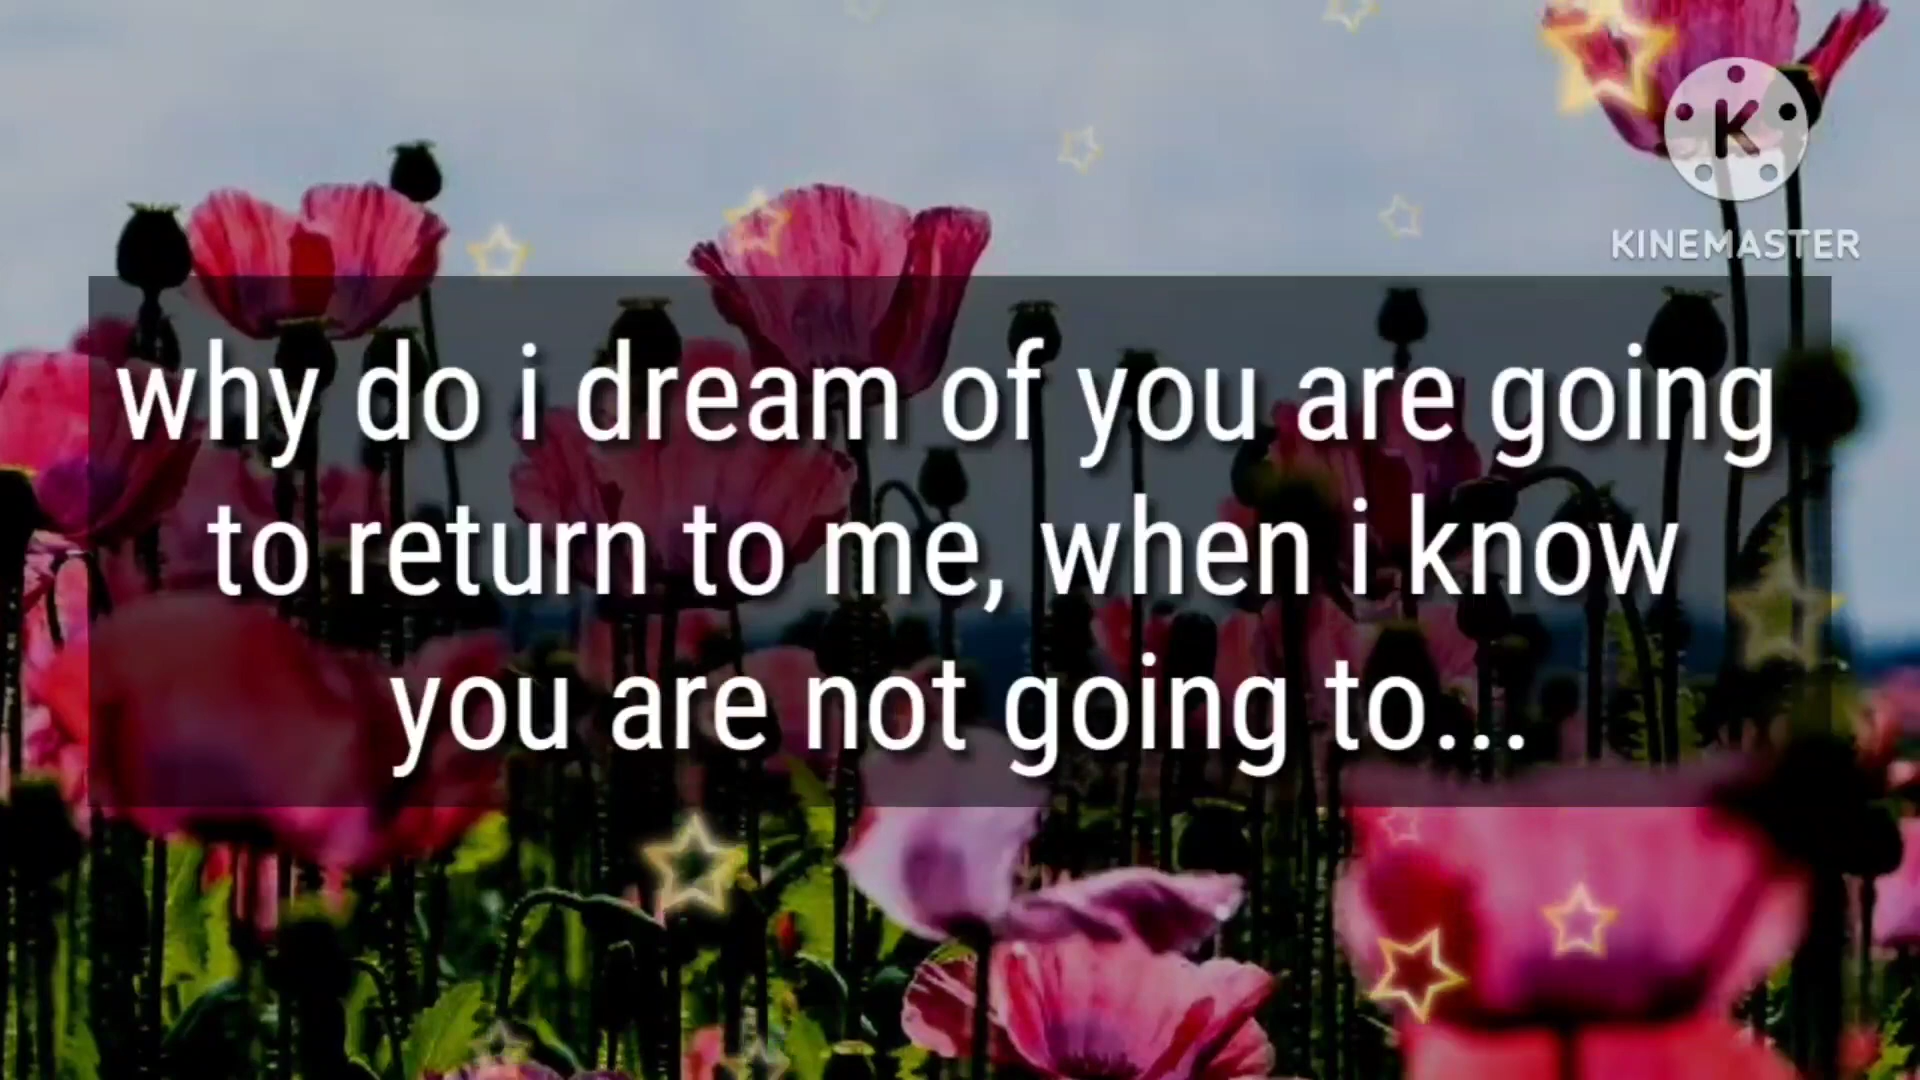 K
KINEMASTER
why do i dream of you are going
to return to me, when i know
you are not going to...